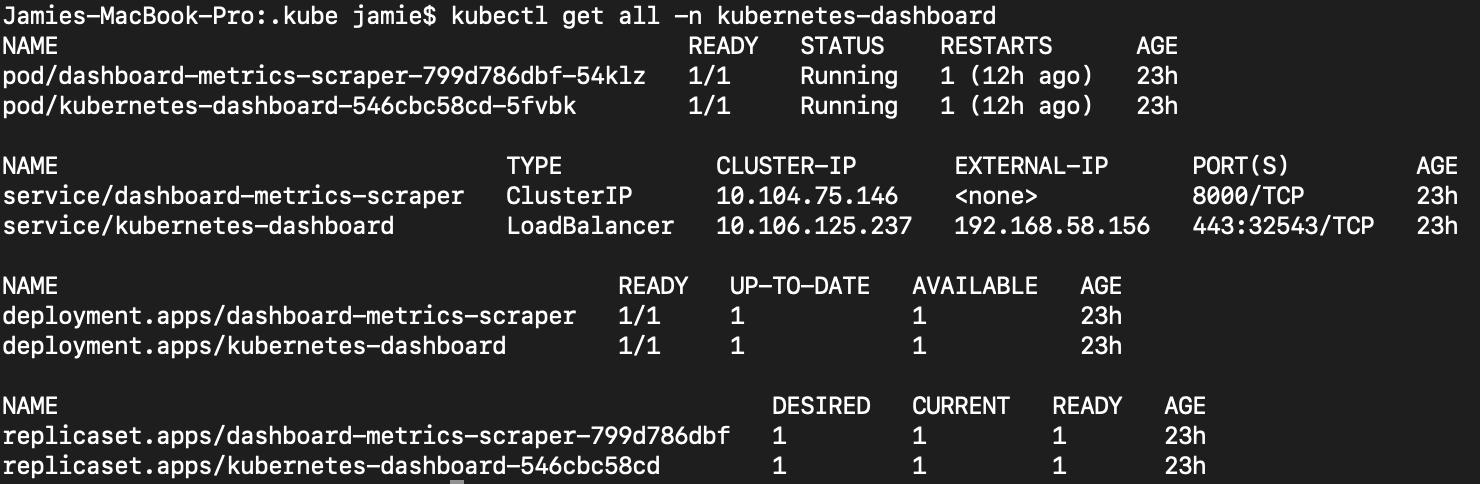 Jamies-MacBook-Pro:.kube jamie$ kubectl get all -n kubernetes-dashboard
NAME READY STATUS RESTARTS AGE
pod/dashboard-metrics-scraper-799d786dbf-54klz 1/1 Running 1 (12h ago) 23h
pod/kubernetes-dashboard-546cbc58cd-5fvbk 1/1 Running 1 (12h ago) 23h
NAME TYPE CLUSTER-IP EXTERNAL-IP PORT(S) AGE
service/dashboard-metrics-scraper ClusterIP 10.104.75.146 <none> 8000/TCP 23h
service/kubernetes-dashboard LoadBalancer 10.106.125.237 192.168.58.156 443:32543/TCP 23h
NAME READY UP-TO-DATE AVAILABLE AGE
deployment.apps/dashboard-metrics-scraper 1/1 1 1 23h
deployment.apps/kubernetes-dashboard 1/1 1 1 23h
NAME DESIRED CURRENT READY AGE
replicaset.apps/dashboard-metrics-scraper-799d786dbf 1 1 1 23h
replicaset.apps/kubernetes-dashboard-546cbc58cd 1 1 1 23h